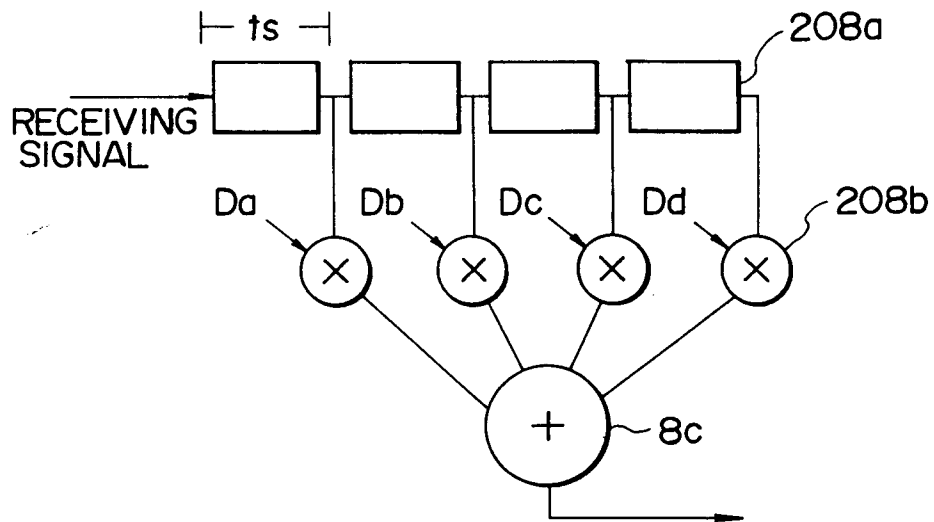 ts
208a
RECEIVING
SIGNAL
Da
Db
Dc
Dd
208b
×
×
×
×
+
8c